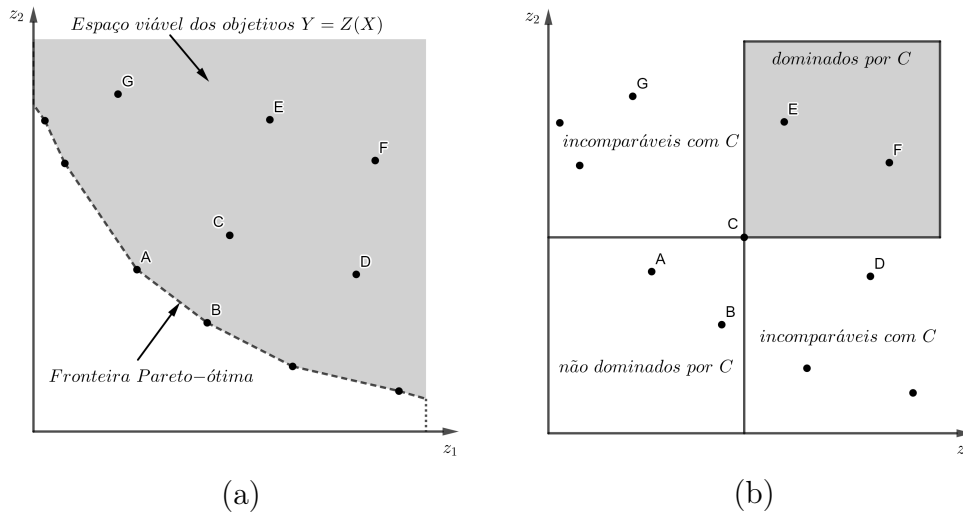 z₂
Espaço viável dos objetivos Y = Z(X)
G
E
F
C
D
A
B
Fronteira Pareto−ótima
z₁
(a)
z₂
dominados por C
G
E
incomparáveis com C
F
C
A
D
B
incomparáveis com C
não dominados por C
z
(b)